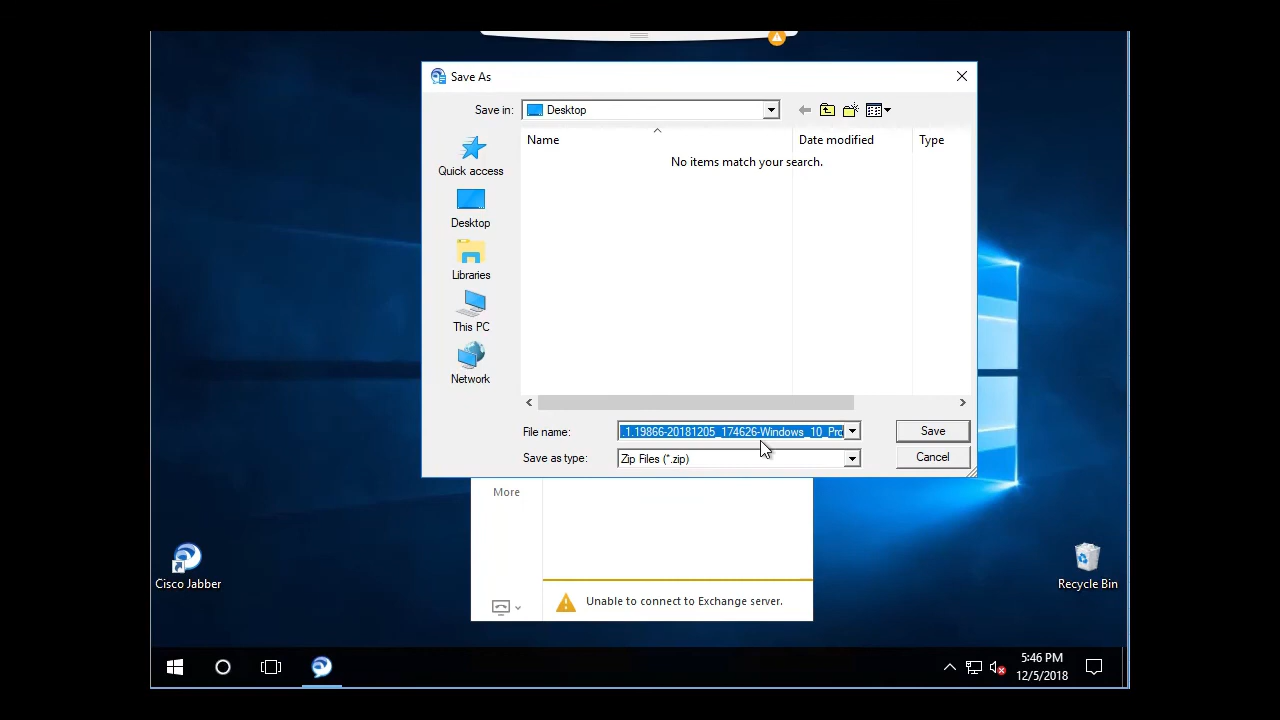 Save As
Save in:
Desktop
Name
Date modified
Type
No items match your search.
Quick access
Desktop
Libraries
This PC
Network
File name:
.1.19866-20181205_174626-Windows_10_Pro
Save
Save as type:
Zip Files (*.zip)
Cancel
More
Unable to connect to Exchange server.
Cisco Jabber
Recycle Bin
5:46 PM
12/5/2018